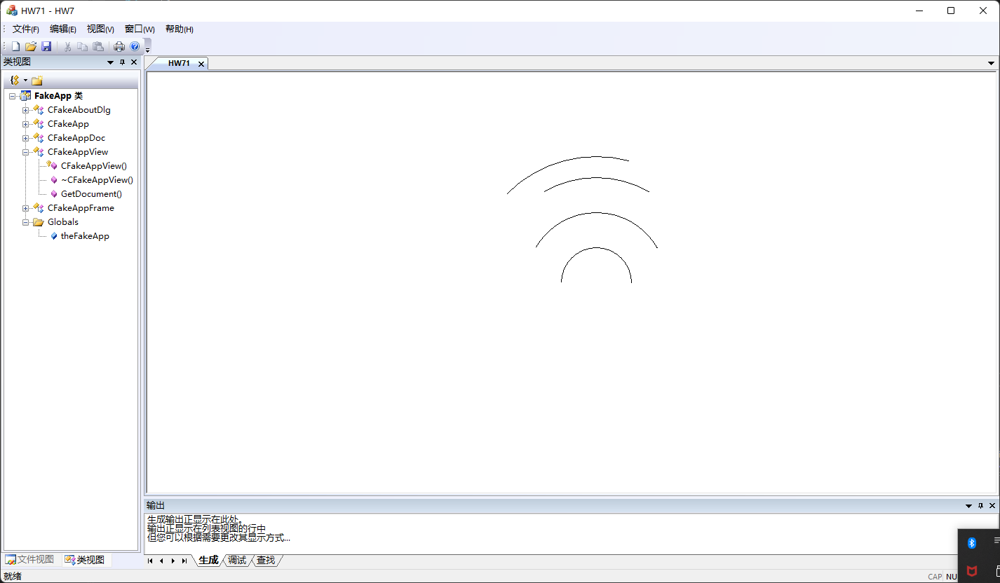 HW71 - HW7
文件(F) 编辑(E) 视图(V) 窗口(W) 帮助(H)
类视图
HW71
FakeApp 类
CFakeAboutDlg
CFakeApp
CFakeAppDoc
CFakeAppView
CFakeAppView()
~CFakeAppView()
GetDocument()
CFakeAppFrame
Globals
theFakeApp
输出
生成输出正显示在此处。
输出正显示在列表视图的行中
但您可以根据需要更改其显示方式...
文件视图 类视图
生成 调试 查找
就绪
CAP NU